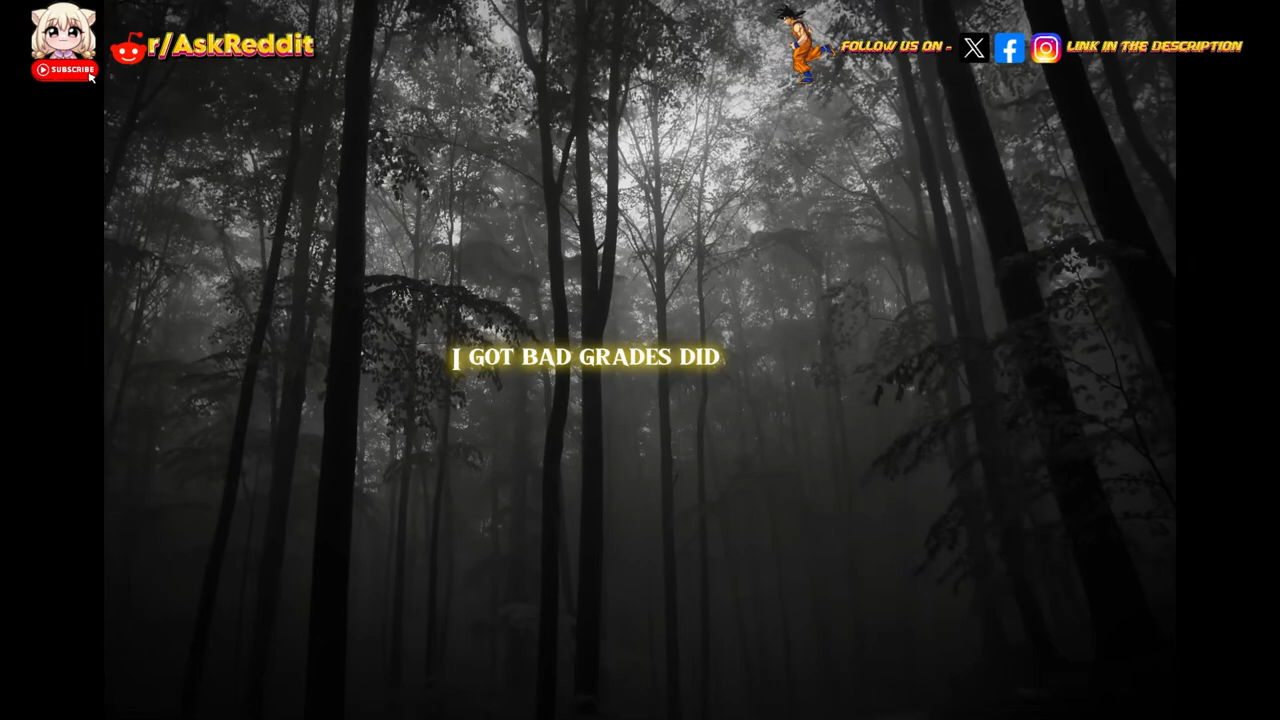 r/AskReddit
SUBSCRIBE
FOLLOW US ON -
LINK IN THE DESCRIPTION
I GOT BAD GRADES DID